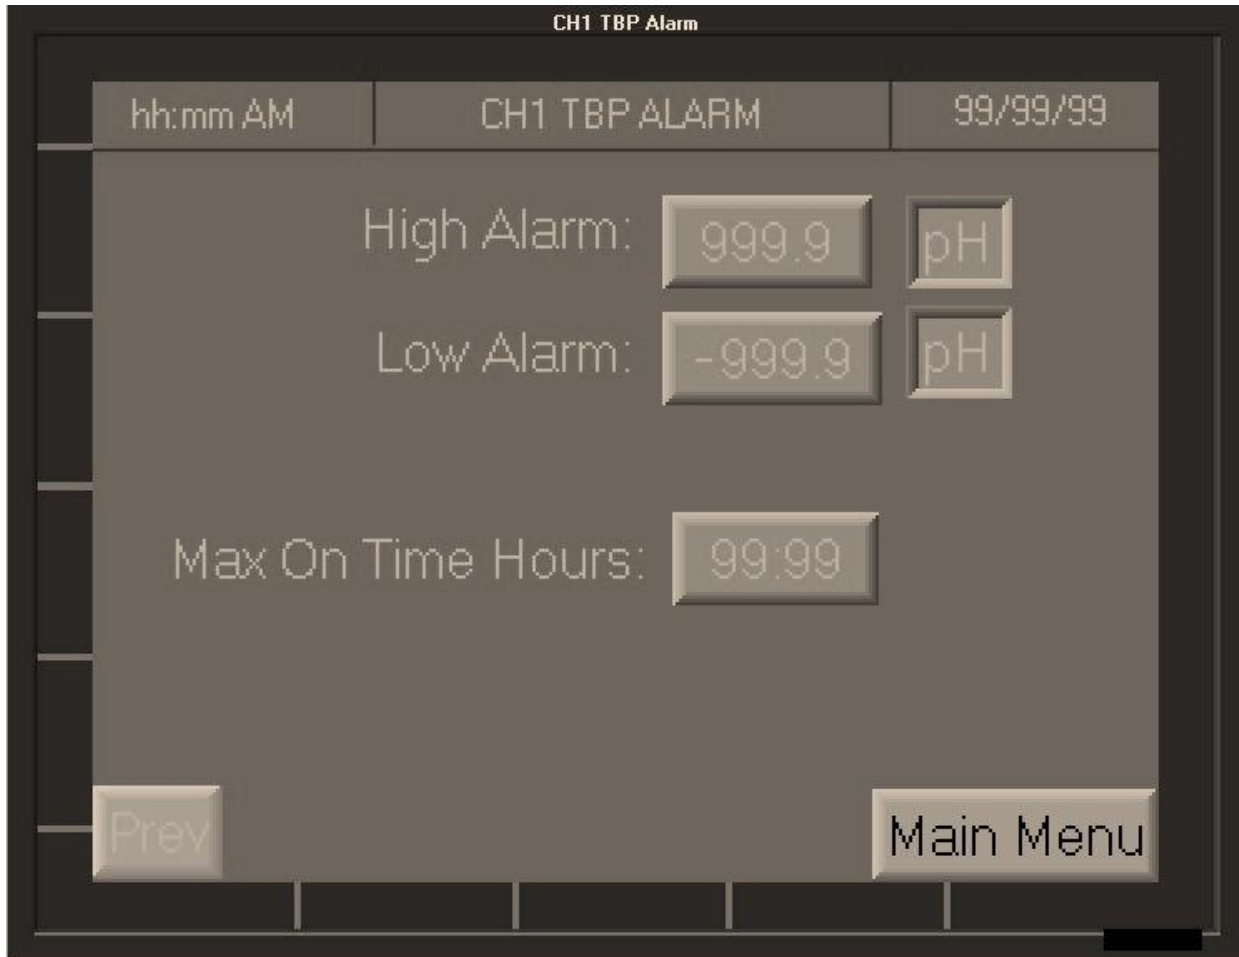 CH1 TBP Alarm
hh:mm AM CH1 TBP ALARM 99/99/99
High Alarm: 999.9 pH
Low Alarm: -999.9 pH
Max On Time Hours: 99:99
Prev Main Menu